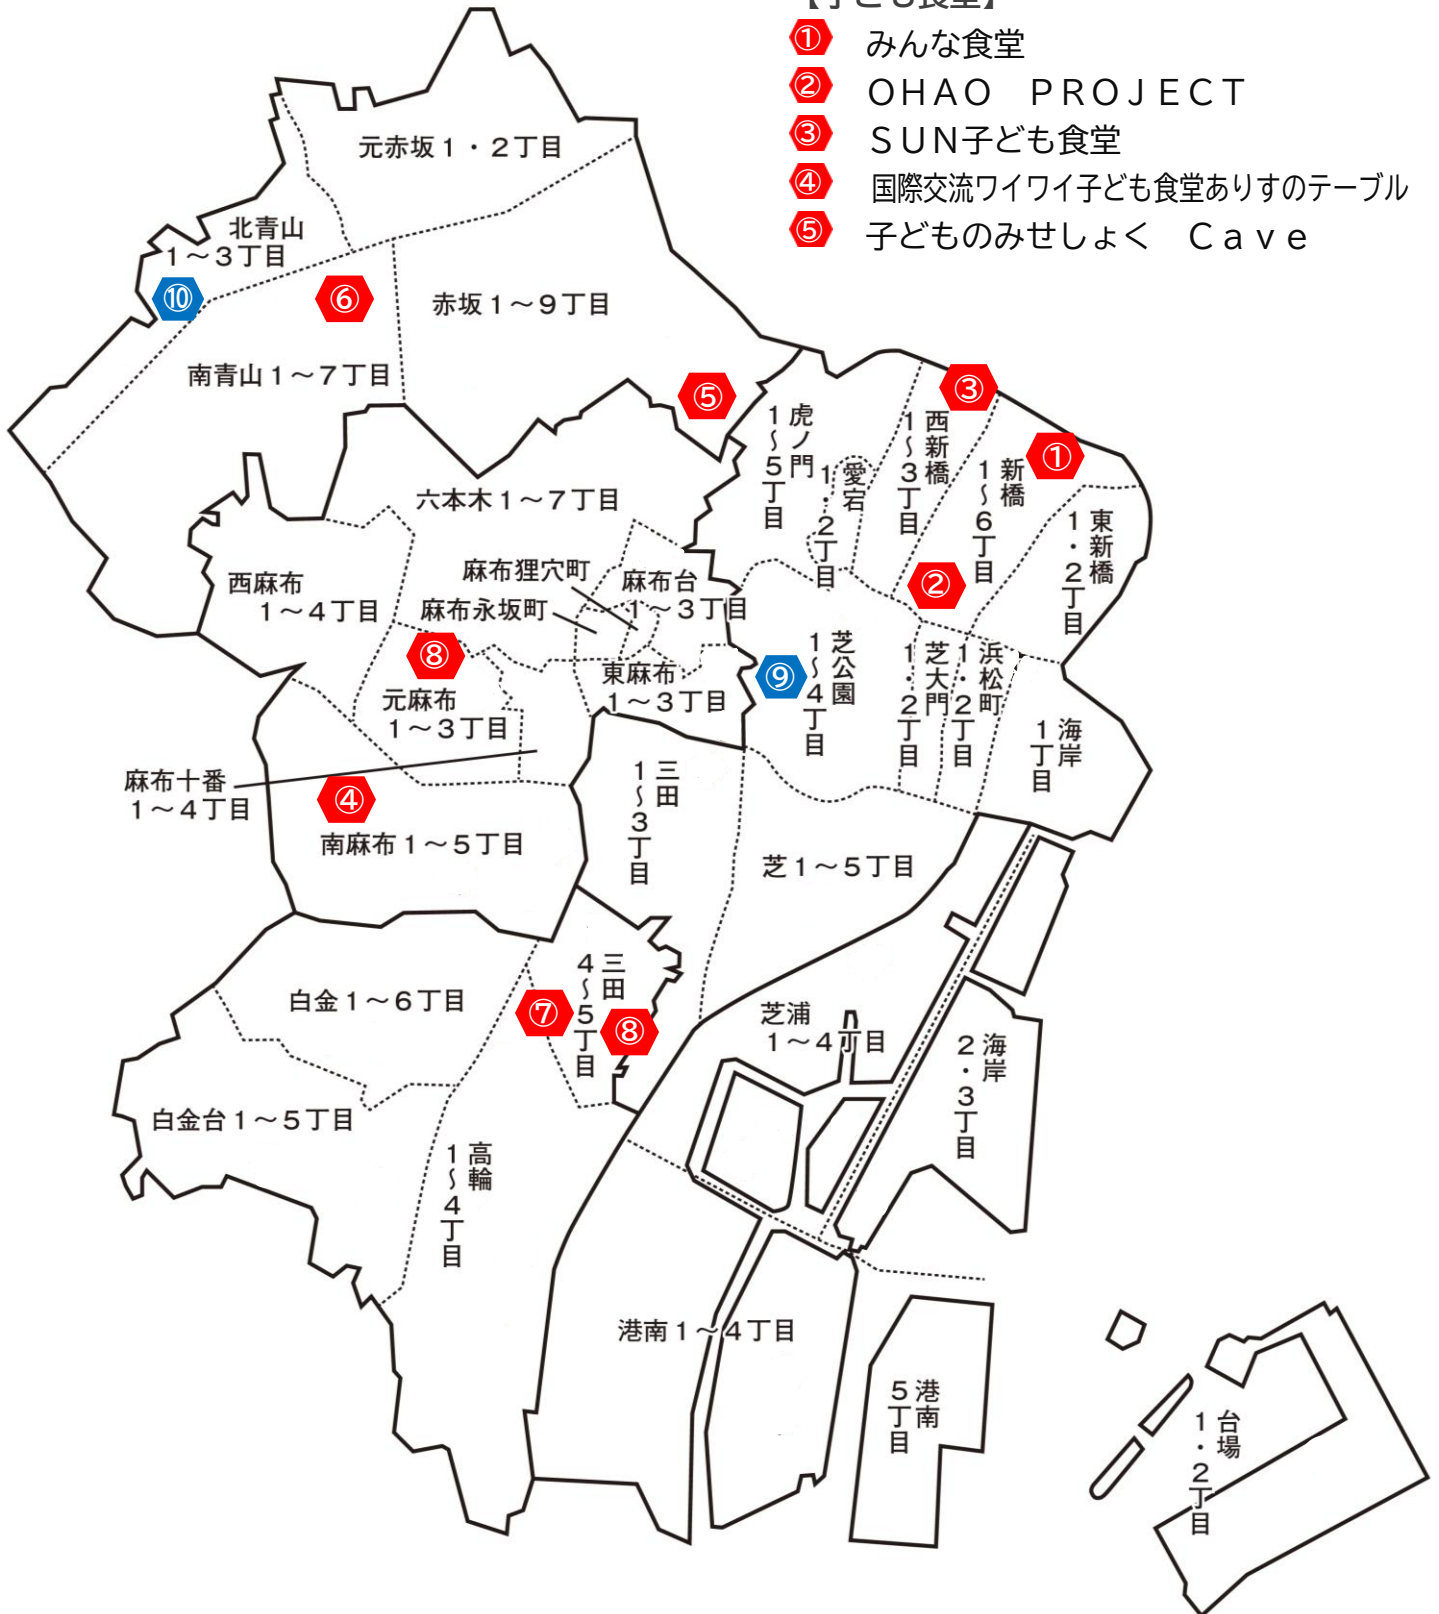 【子ども食堂】
① みんな食堂
② ＯＨＡＯ　ＰＲＯＪＥＣＴ
③ ＳＵＮ子ども食堂
④ 国際交流ワイワイ子ども食堂ありすのテーブル
⑤ 子どものみせしょく　Ｃａｖｅ
元赤坂１・２丁目
北青山
１～３丁目
⑩
⑥
赤坂１～９丁目
南青山１～７丁目
⑤
③
①
虎ノ門
１～５丁目
愛宕
１・２丁目
西新橋
１～３丁目
新橋
１～６丁目
東新橋
１・２丁目
②
六本木１～７丁目
西麻布
１～４丁目
麻布狸穴町
麻布永坂町
麻布台
１～３丁目
⑧
元麻布
１～３丁目
東麻布
１～３丁目
⑨
芝公園
１～４丁目
芝大門
１・２丁目
浜松町
１・２丁目
海岸
１丁目
麻布十番
１～４丁目
④
南麻布１～５丁目
三田
１～３丁目
芝１～５丁目
白金１～６丁目
⑦
三田
４～５丁目
⑧
芝浦
１～４丁目
海岸
２・３丁目
白金台１～５丁目
高輪
１～４丁目
港南１～４丁目
港南
５丁目
台場
１・２丁目